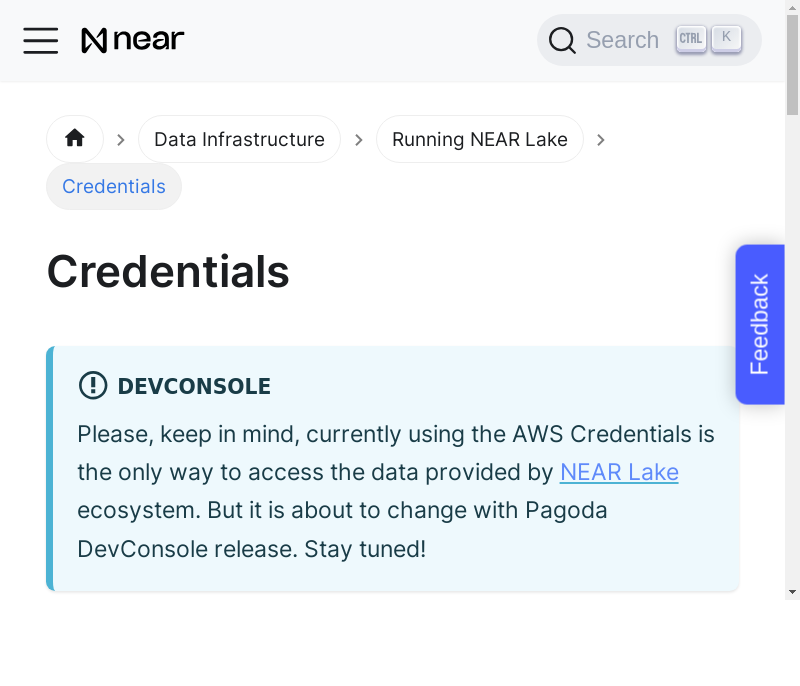 near
Search CTRL K
Data Infrastructure Running NEAR Lake
Credentials
Credentials
Feedback
DEVCONSOLE
Please, keep in mind, currently using the AWS Credentials is
the only way to access the data provided by NEAR Lake
ecosystem. But it is about to change with Pagoda
DevConsole release. Stay tuned!